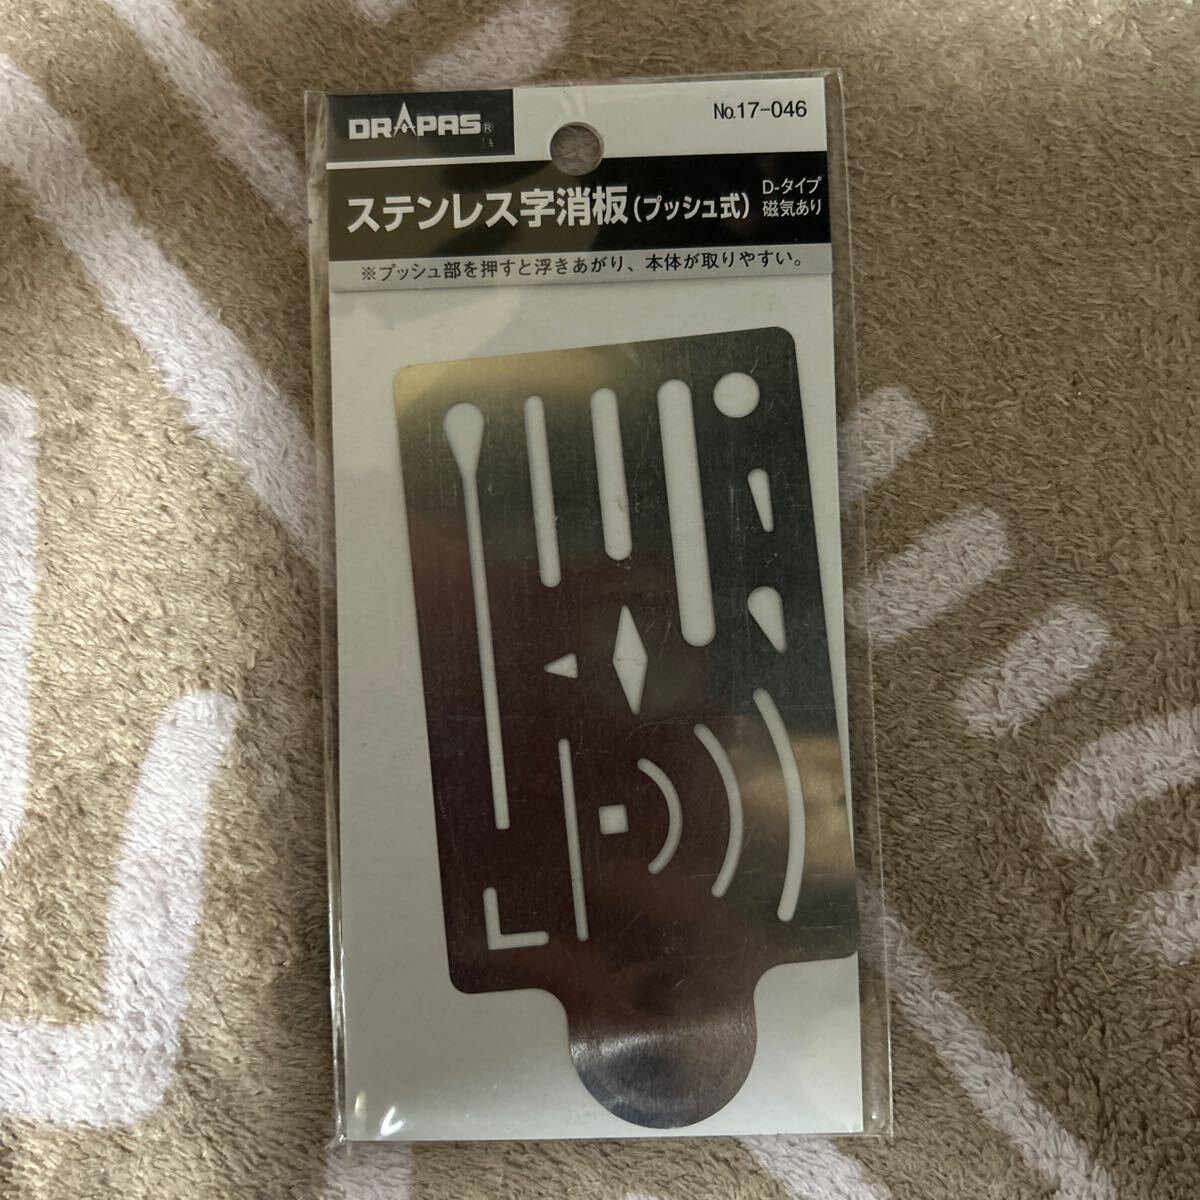 DRAPAS®
No.17-046
ステンレス字消板(プッシュ式) D-タイプ 磁気あり
※プッシュ部を押すと浮きあがり、本体が取りやすい。